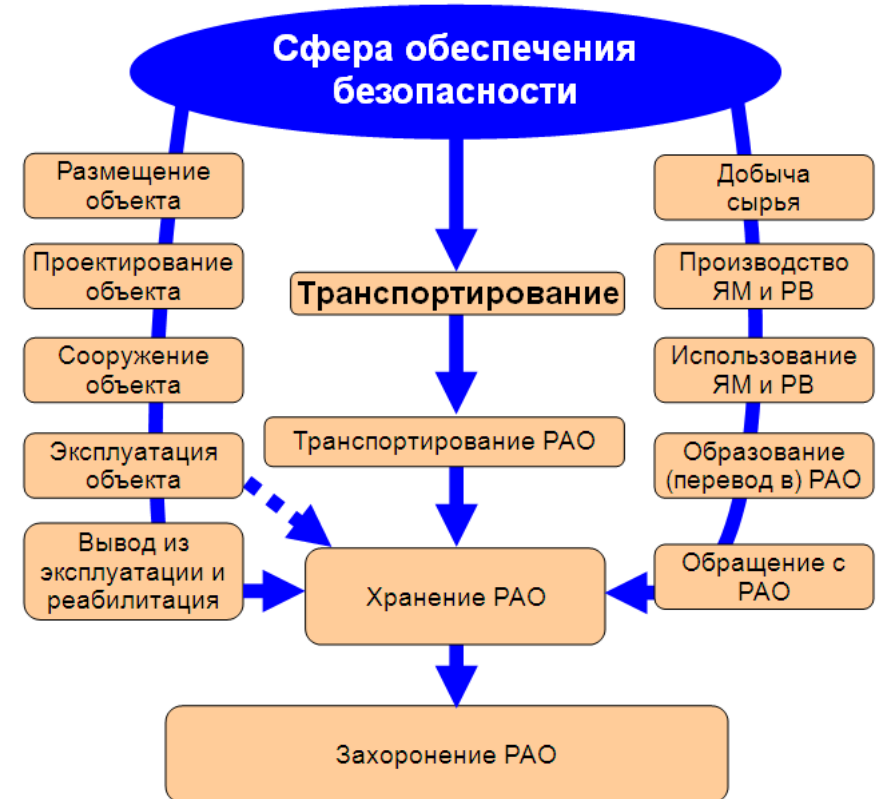 Сфера обеспечения
безопасности
Размещение
объекта
Проектирование
объекта
Сооружение
объекта
Эксплуатация
объекта
Вывод из
эксплуатации и
реабилитация
Транспортирование
Транспортирование РАО
Хранение РАО
Захоронение РАО
Добыча
сырья
Производство
ЯМ и РВ
Использование
ЯМ и РВ
Образование
(перевод в) РАО
Обращение с
РАО